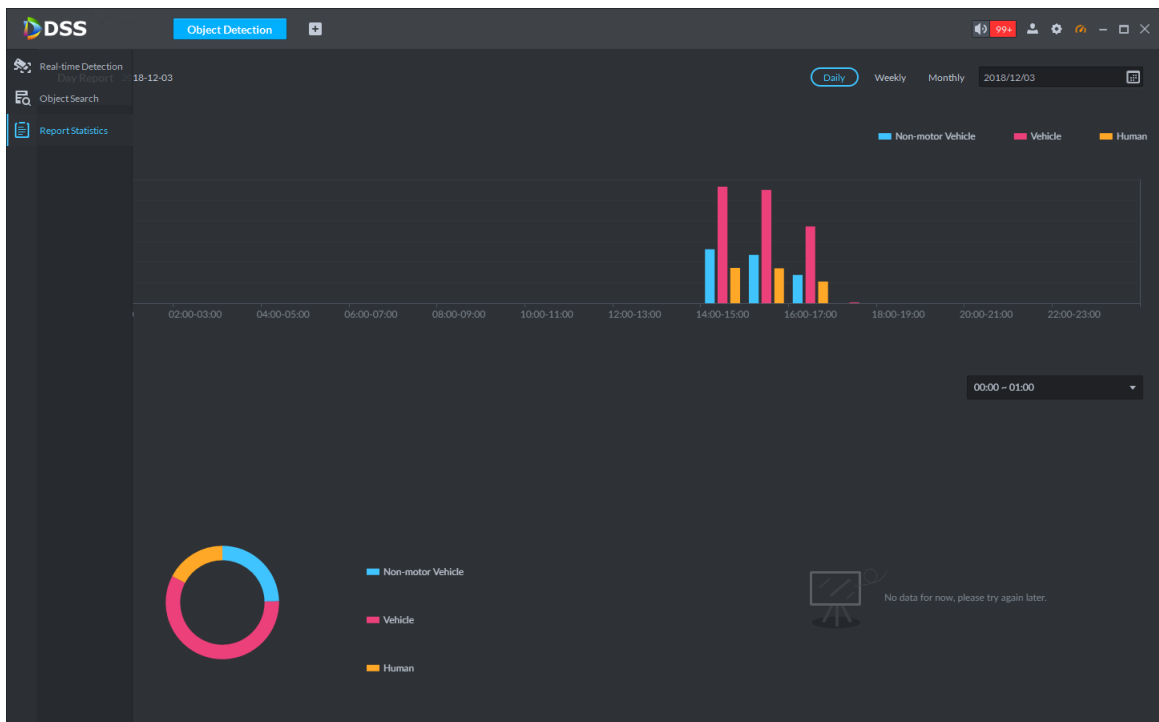 DSS
Object Detection
99+
Real-time Detection
Day Report 2018-12-03
Daily
Weekly
Monthly
2018/12/03
Object Search
Report Statistics
Non-motor Vehicle
Vehicle
Human
02:00-03:00
04:00-05:00
06:00-07:00
08:00-09:00
10:00-11:00
12:00-13:00
14:00-15:00
16:00-17:00
18:00-19:00
20:00-21:00
22:00-23:00
00:00 ~ 01:00
Non-motor Vehicle
Vehicle
Human
No data for now, please try again later.